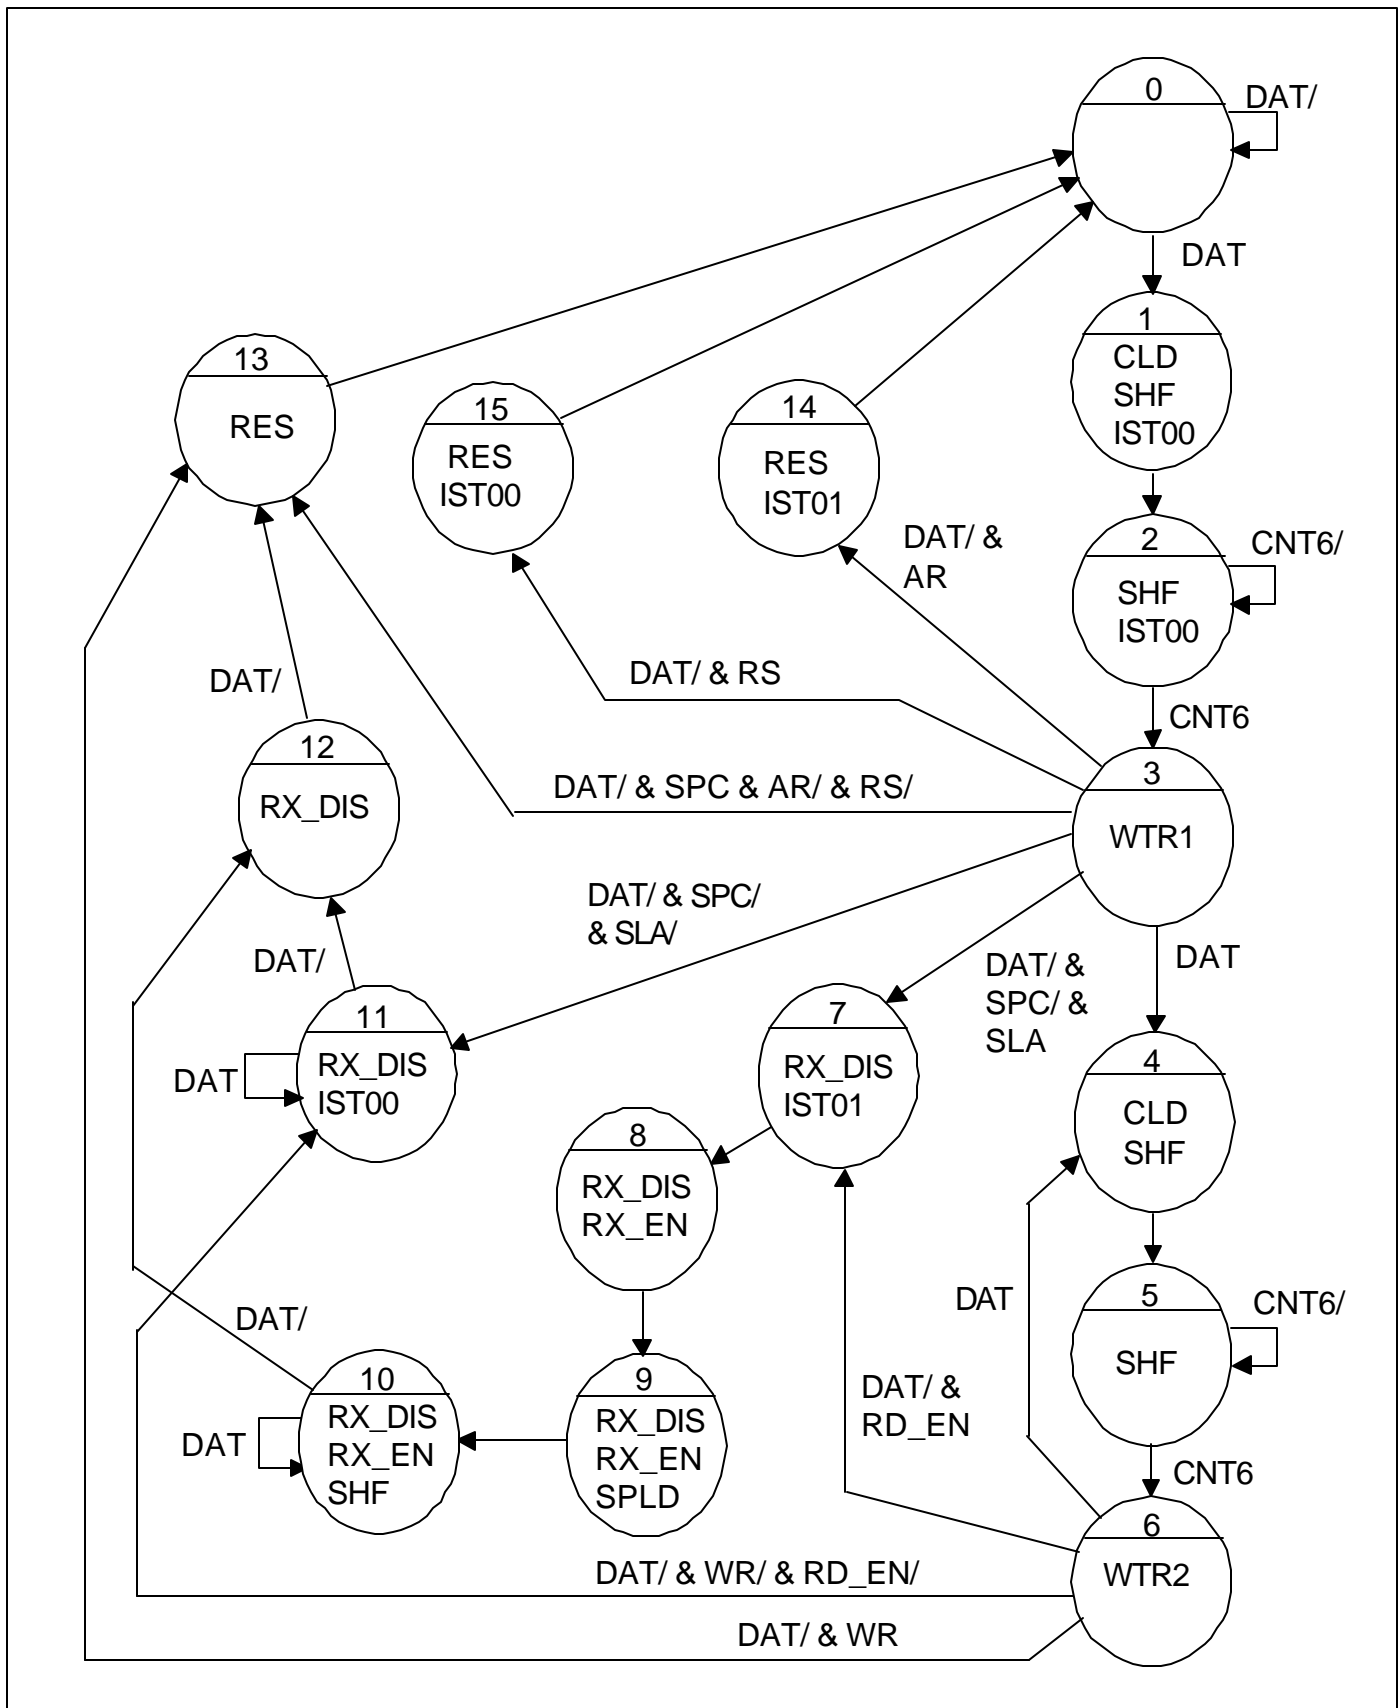 0
DAT/
DAT
1
CLD
SHF
IST00
13
RES
15
RES
IST00
14
RES
IST01
DAT/ &
AR
2
SHF
IST00
CNT6/
CNT6
DAT/
DAT/ & RS
12
RX_DIS
DAT/ & SPC & AR/ & RS/
3
WTR1
DAT/ & SPC/
& SLA/
DAT/
DAT/ &
SPC/ &
SLA
DAT
11
RX_DIS
IST00
DAT
7
RX_DIS
IST01
4
CLD
SHF
8
RX_DIS
RX_EN
DAT
5
SHF
CNT6/
DAT/
10
RX_DIS
RX_EN
SHF
DAT
9
RX_DIS
RX_EN
SPLD
DAT/ &
RD_EN
CNT6
6
WTR2
DAT/ & WR/ & RD_EN/
DAT/ & WR